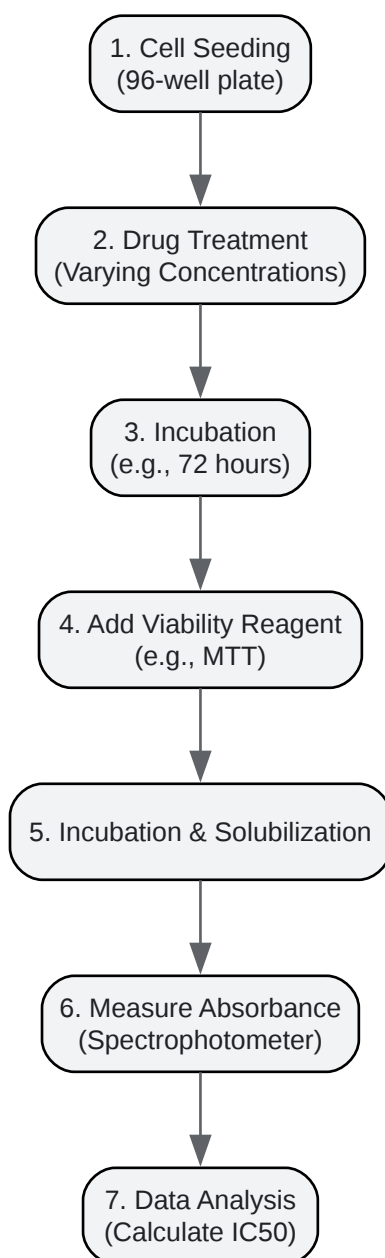 1. Cell Seeding
(96-well plate)
2. Drug Treatment
(Varying Concentrations)
3. Incubation
(e.g., 72 hours)
4. Add Viability Reagent
(e.g., MTT)
5. Incubation & Solubilization
6. Measure Absorbance
(Spectrophotometer)
7. Data Analysis
(Calculate IC50)